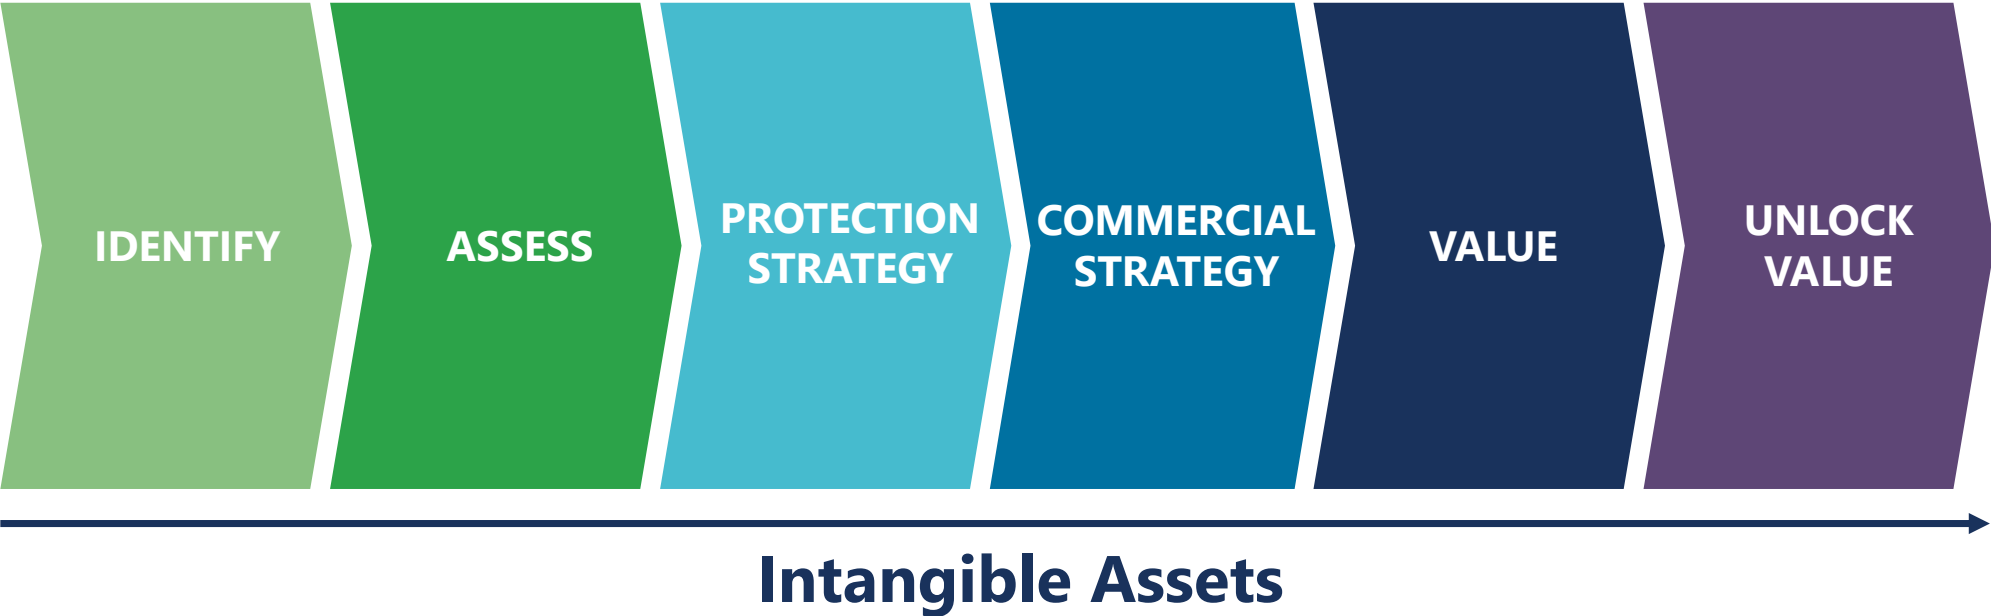 IDENTIFY
ASSESS
PROTECTION
STRATEGY
COMMERCIAL
STRATEGY
VALUE
UNLOCK
VALUE
Intangible Assets